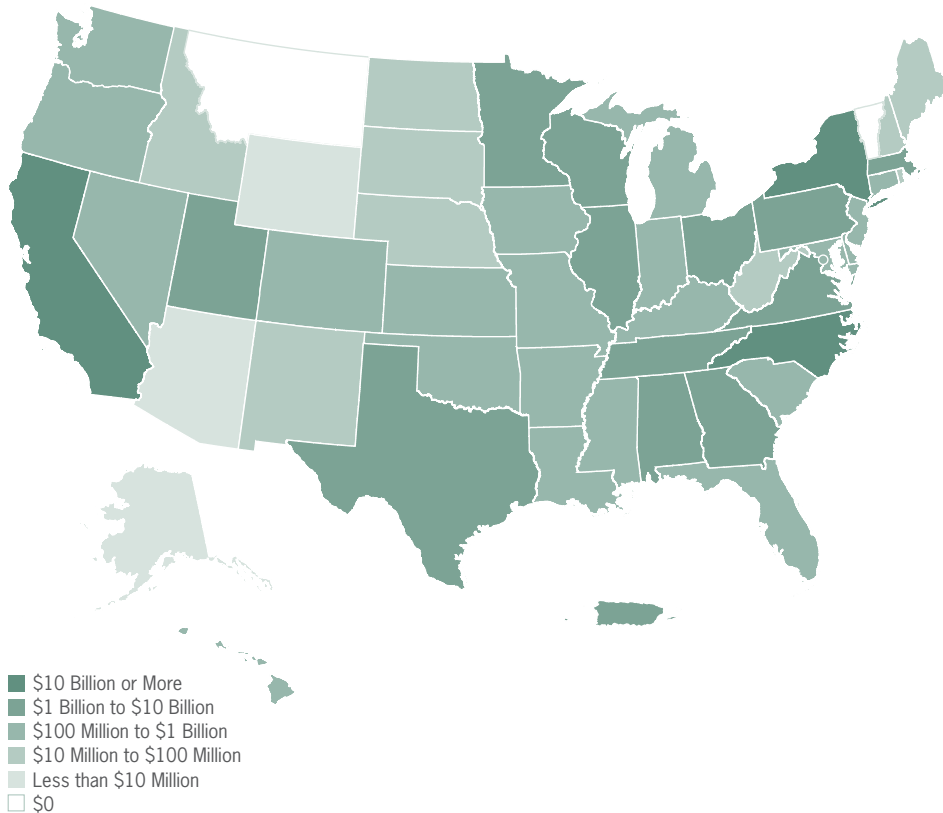 $10 Billion or More
$1 Billion to $10 Billion
$100 Million to $1 Billion
$10 Million to $100 Million
Less than $10 Million
$0